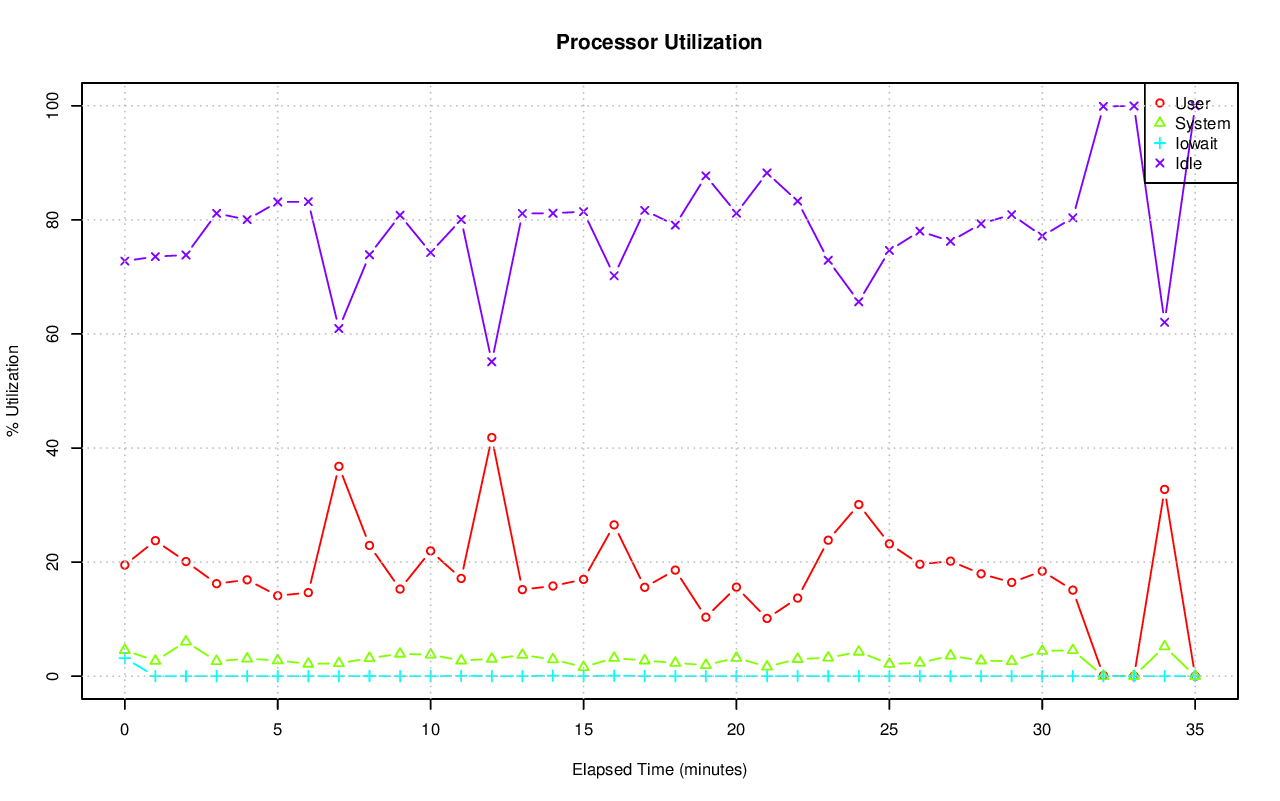 Processor Utilization
% Utilization
100
80
60
40
20
0
User
System
Iowait
Idle
0 5 10 15 20 25 30 35
Elapsed Time (minutes)